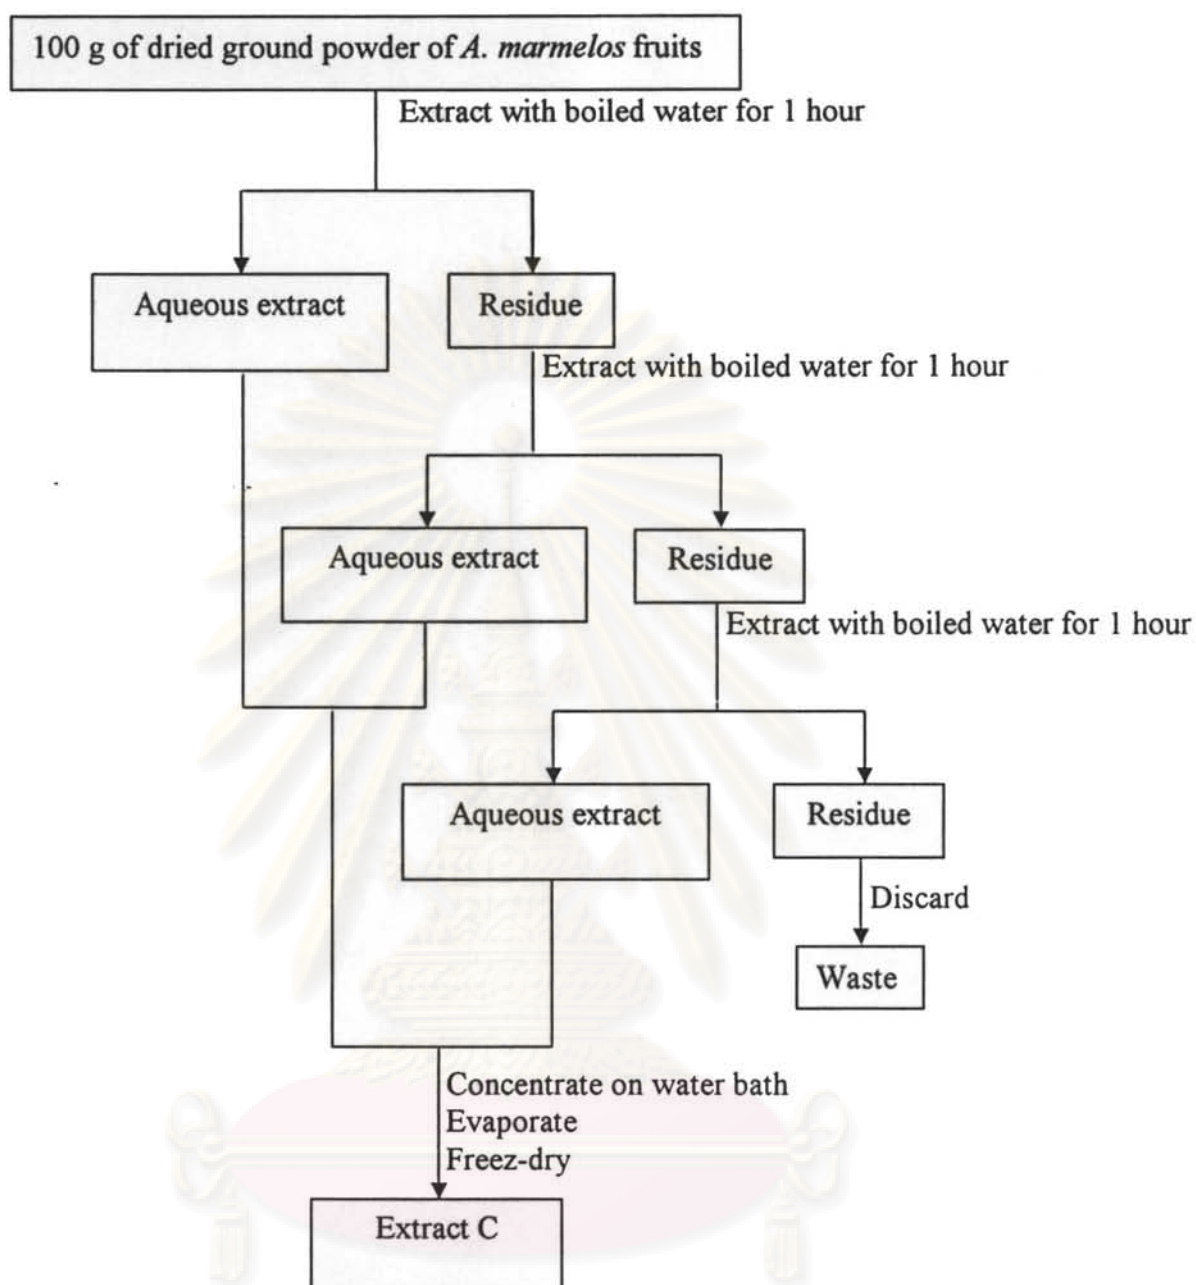 100 g of dried ground powder of A. marmelos fruits
Extract with boiled water for 1 hour
Aqueous extract
Residue
Extract with boiled water for 1 hour
Aqueous extract
Residue
Extract with boiled water for 1 hour
Aqueous extract
Residue
Discard
Waste
Concentrate on water bath
Evaporate
Freez-dry
Extract C